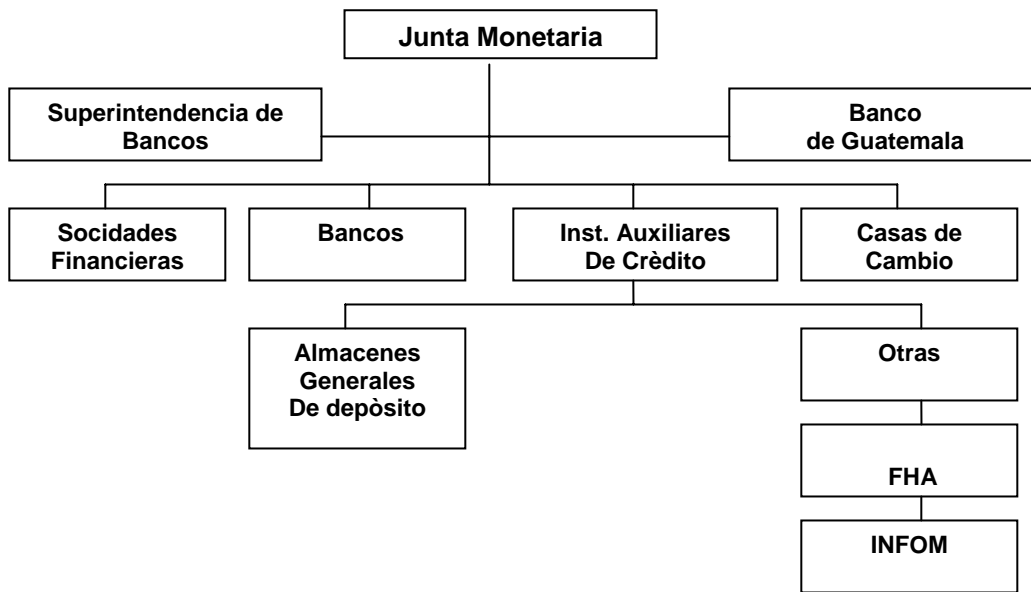 Junta Monetaria
Superintendencia de
Bancos
Banco
de Guatemala
Socidades
Financieras
Bancos
Inst. Auxiliares
De Crèdito
Casas de
Cambio
Almacenes
Generales
De depòsito
Otras
FHA
INFOM